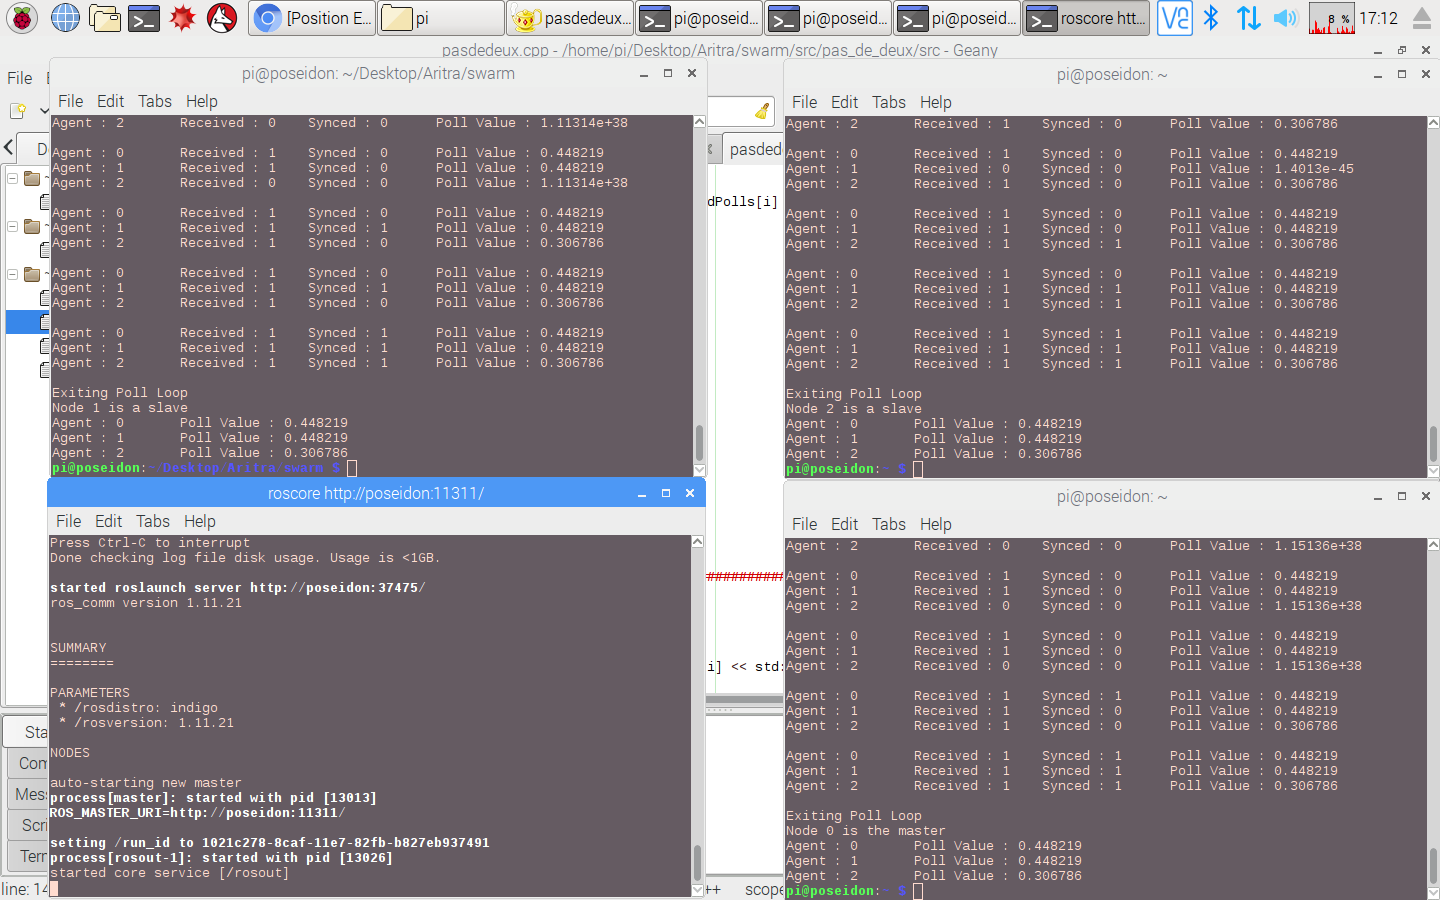 [Position E...
pi
pasdedeux...
pi@poseid...
pi@poseid...
pi@poseid...
roscore htt...
8 %
17:12
pasdedeux.cpp - /home/pi/Desktop/Aritra/swarm/src/pas_de_deux/src - Geany
File
pi@poseidon: ~/Desktop/Aritra/swarm
File Edit Tabs Help
Agent : 2 Received : 0 Synced : 0 Poll Value : 1.11314e+38
Agent : 0 Received : 1 Synced : 0 Poll Value : 0.448219
Agent : 1 Received : 1 Synced : 0 Poll Value : 0.448219
Agent : 2 Received : 0 Synced : 0 Poll Value : 1.11314e+38
Agent : 0 Received : 1 Synced : 0 Poll Value : 0.448219
Agent : 1 Received : 1 Synced : 1 Poll Value : 0.448219
Agent : 2 Received : 1 Synced : 0 Poll Value : 0.306786
Agent : 0 Received : 1 Synced : 0 Poll Value : 0.448219
Agent : 1 Received : 1 Synced : 1 Poll Value : 0.448219
Agent : 2 Received : 1 Synced : 0 Poll Value : 0.306786
Agent : 0 Received : 1 Synced : 1 Poll Value : 0.448219
Agent : 1 Received : 1 Synced : 1 Poll Value : 0.448219
Agent : 2 Received : 1 Synced : 1 Poll Value : 0.306786
Exiting Poll Loop
Node 1 is a slave
Agent : 0 Poll Value : 0.448219
Agent : 1 Poll Value : 0.448219
Agent : 2 Poll Value : 0.306786
pi@poseidon:~/Desktop/Aritra/swarm $
pi@poseidon: ~
File Edit Tabs Help
Agent : 2 Received : 1 Synced : 0 Poll Value : 0.306786
Agent : 0 Received : 1 Synced : 0 Poll Value : 0.448219
Agent : 1 Received : 0 Synced : 0 Poll Value : 1.4013e-45
Agent : 2 Received : 1 Synced : 0 Poll Value : 0.306786
Agent : 0 Received : 1 Synced : 0 Poll Value : 0.448219
Agent : 1 Received : 1 Synced : 0 Poll Value : 0.448219
Agent : 2 Received : 1 Synced : 1 Poll Value : 0.306786
Agent : 0 Received : 1 Synced : 0 Poll Value : 0.448219
Agent : 1 Received : 1 Synced : 1 Poll Value : 0.448219
Agent : 2 Received : 1 Synced : 1 Poll Value : 0.306786
Agent : 0 Received : 1 Synced : 1 Poll Value : 0.448219
Agent : 1 Received : 1 Synced : 1 Poll Value : 0.448219
Agent : 2 Received : 1 Synced : 1 Poll Value : 0.306786
Exiting Poll Loop
Node 2 is a slave
Agent : 0 Poll Value : 0.448219
Agent : 1 Poll Value : 0.448219
Agent : 2 Poll Value : 0.306786
pi@poseidon:~ $
D
pasded
dPolls[i]
##########
i] << std:
roscore http://poseidon:11311/
File Edit Tabs Help
Press Ctrl-C to interrupt
Done checking log file disk usage. Usage is <1GB.
started roslaunch server http://poseidon:37475/
ros_comm version 1.11.21
SUMMARY
========
PARAMETERS
* /rosdistro: indigo
* /rosversion: 1.11.21
NODES
auto-starting new master
process[master]: started with pid [13013]
ROS_MASTER_URI=http://poseidon:11311/
setting /run_id to 1021c278-8caf-11e7-82fb-b827eb937491
process[rosout-1]: started with pid [13026]
started core service [/rosout]
pi@poseidon: ~
File Edit Tabs Help
Agent : 2 Received : 0 Synced : 0 Poll Value : 1.15136e+38
Agent : 0 Received : 1 Synced : 0 Poll Value : 0.448219
Agent : 1 Received : 1 Synced : 0 Poll Value : 0.448219
Agent : 2 Received : 0 Synced : 0 Poll Value : 1.15136e+38
Agent : 0 Received : 1 Synced : 0 Poll Value : 0.448219
Agent : 1 Received : 1 Synced : 0 Poll Value : 0.448219
Agent : 2 Received : 0 Synced : 0 Poll Value : 1.15136e+38
Agent : 0 Received : 1 Synced : 1 Poll Value : 0.448219
Agent : 1 Received : 1 Synced : 0 Poll Value : 0.448219
Agent : 2 Received : 1 Synced : 0 Poll Value : 0.306786
Agent : 0 Received : 1 Synced : 1 Poll Value : 0.448219
Agent : 1 Received : 1 Synced : 1 Poll Value : 0.448219
Agent : 2 Received : 1 Synced : 1 Poll Value : 0.306786
Exiting Poll Loop
Node 0 is the master
Agent : 0 Poll Value : 0.448219
Agent : 1 Poll Value : 0.448219
Agent : 2 Poll Value : 0.306786
pi@poseidon:~ $
Sta
Com
Mess
Scri
Tern
line: 14
++
scope